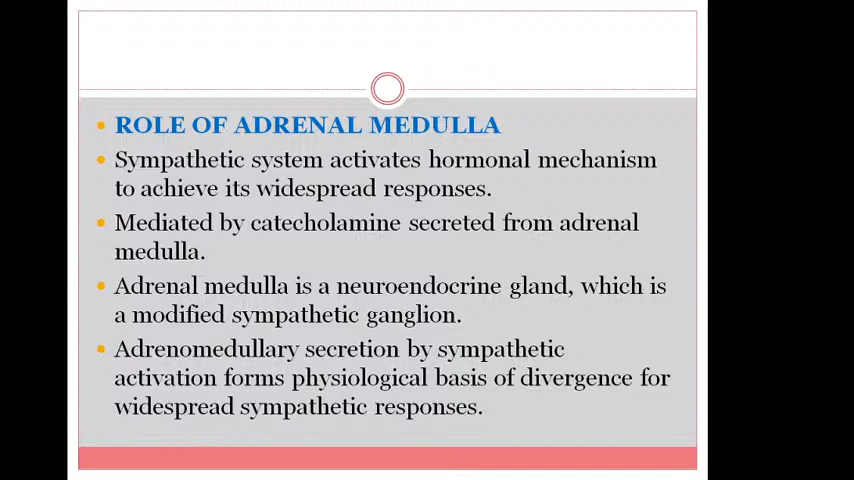 ROLE OF ADRENAL MEDULLA
Sympathetic system activates hormonal mechanism
to achieve its widespread responses.
Mediated by catecholamine secreted from adrenal
medulla.
Adrenal medulla is a neuroendocrine gland, which is
a modified sympathetic ganglion.
Adrenomedullary secretion by sympathetic
activation forms physiological basis of divergence for
widespread sympathetic responses.